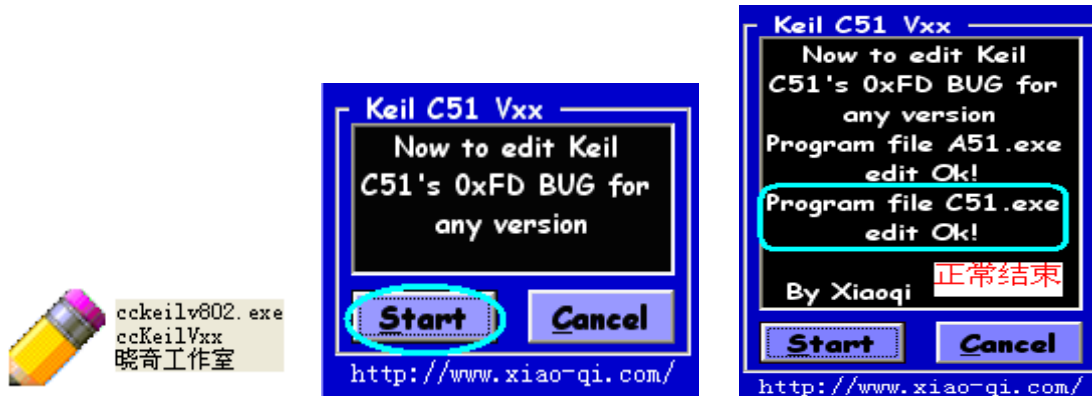 cckeilv802.exe
ccKeilVxx
晓奇工作室
Keil C51 Vxx
Now to edit Keil
C51's 0xFD BUG for
any version
Start
Cancel
http://www.xiao-qi.com/
Keil C51 Vxx
Now to edit Keil
C51's 0xFD BUG for
any version
Program file A51.exe
edit Ok!
Program file C51.exe
edit Ok!
By Xiaoqi
正常结束
Start
Cancel
http://www.xiao-qi.com/